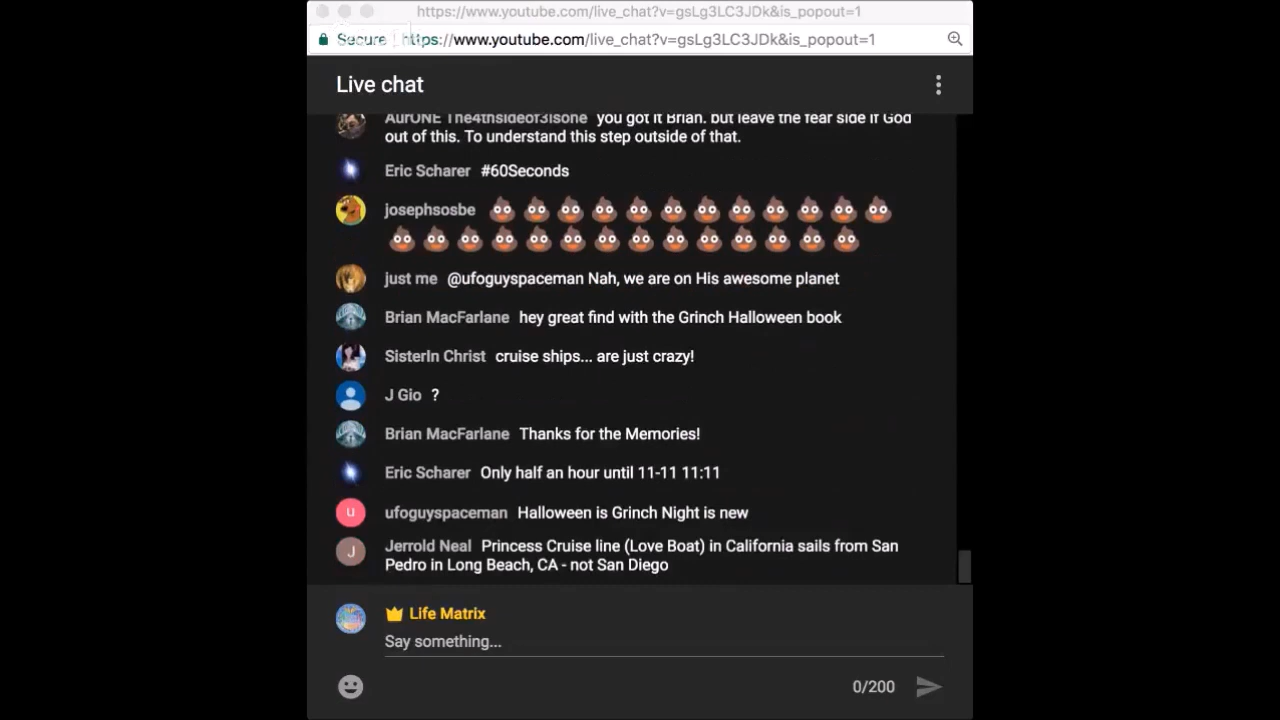 https://www.youtube.com/live_chat?v=gsLg3LC3JDk&is_popout=1
Secure https://www.youtube.com/live_chat?v=gsLg3LC3JDk&is_popout=1
Live chat
AurONE The4thsideof3isone you got it Brian. but leave the fear side if God
out of this. To understand this step outside of that.
Eric Scharer #60Seconds
josephsosbe
just me @ufoguyspaceman Nah, we are on His awesome planet
Brian MacFarlane hey great find with the Grinch Halloween book
SisterIn Christ cruise ships... are just crazy!
J Gio ?
Brian MacFarlane Thanks for the Memories!
Eric Scharer Only half an hour until 11-11 11:11
u ufoguyspaceman Halloween is Grinch Night is new
J Jerrold Neal Princess Cruise line (Love Boat) in California sails from San
Pedro in Long Beach, CA - not San Diego
Life Matrix
Say something...
0/200